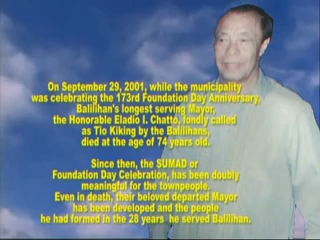 On September 29, 2001, while the municipality
was celebrating the 173rd Foundation Day Anniversary,
Balilihan's longest serving Mayor,
the Honorable Eladio I. Chatto, fondly called
as Tio Kiking by the Balilihans,
died at the age of 74 years old.
Since then, the SUMAD or
Foundation Day Celebration, has been doubly
meaningful for the townpeople.
Even in death, their beloved departed Mayor
has been developed and the people
he had formed in the 28 years he served Balilihan.